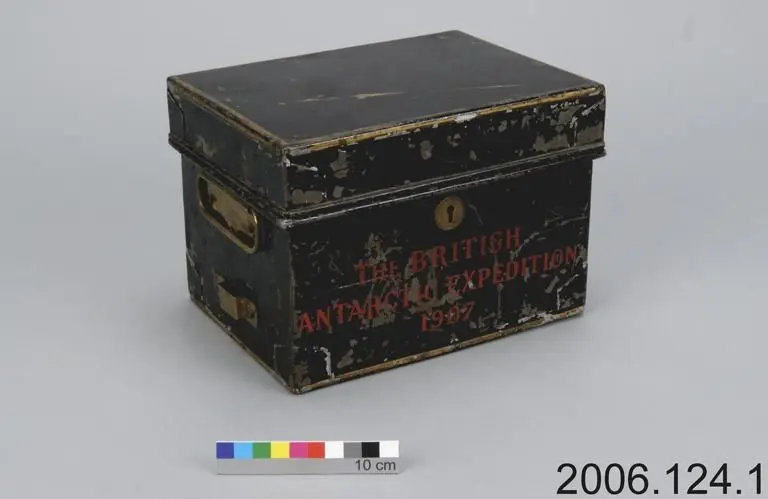 THE BRITISH
ANTARCTIC EXPEDITION
1907
10 cm
2006.124.1